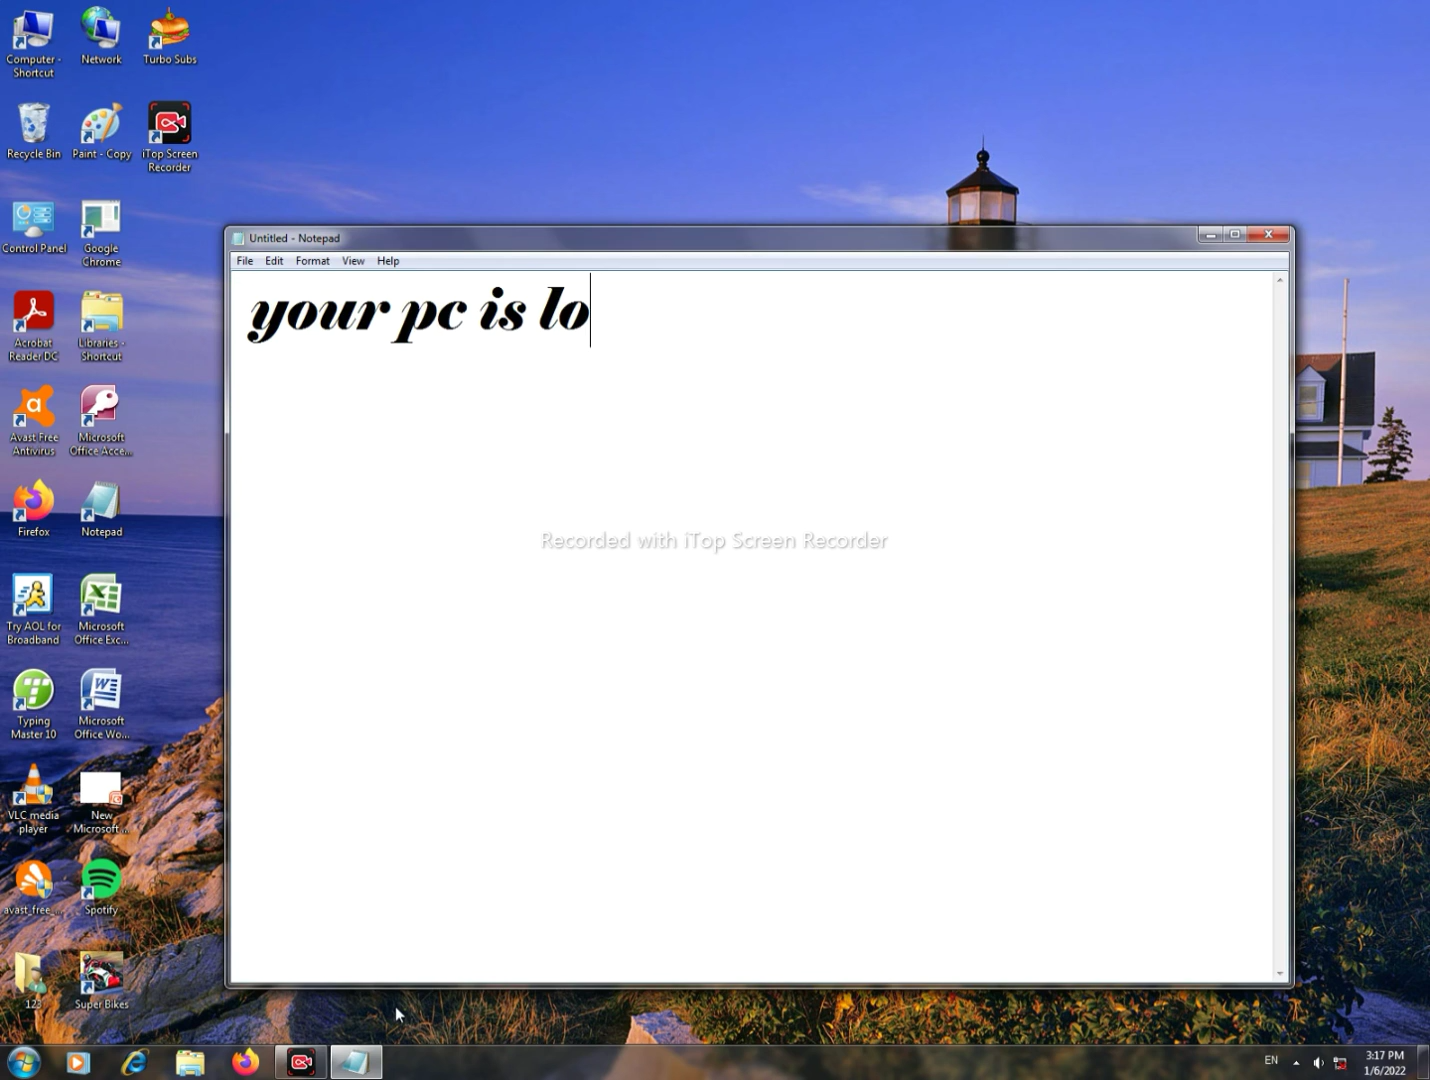 Computer - Shortcut
Network
Turbo Subs
Recycle Bin
Paint - Copy
iTop Screen Recorder
Control Panel
Google Chrome
Acrobat Reader DC
Libraries - Shortcut
Avast Free Antivirus
Microsoft Office Acce...
Firefox
Notepad
Try AOL for Broadband
Microsoft Office Exc...
Typing Master 10
Microsoft Office Wo...
VLC media player
New Microsoft ...
avast_free_...
Spotify
123
Super Bikes
Untitled - Notepad
File Edit Format View Help
your pc is lo
Recorded with iTop Screen Recorder
EN
3:17 PM
1/6/2022